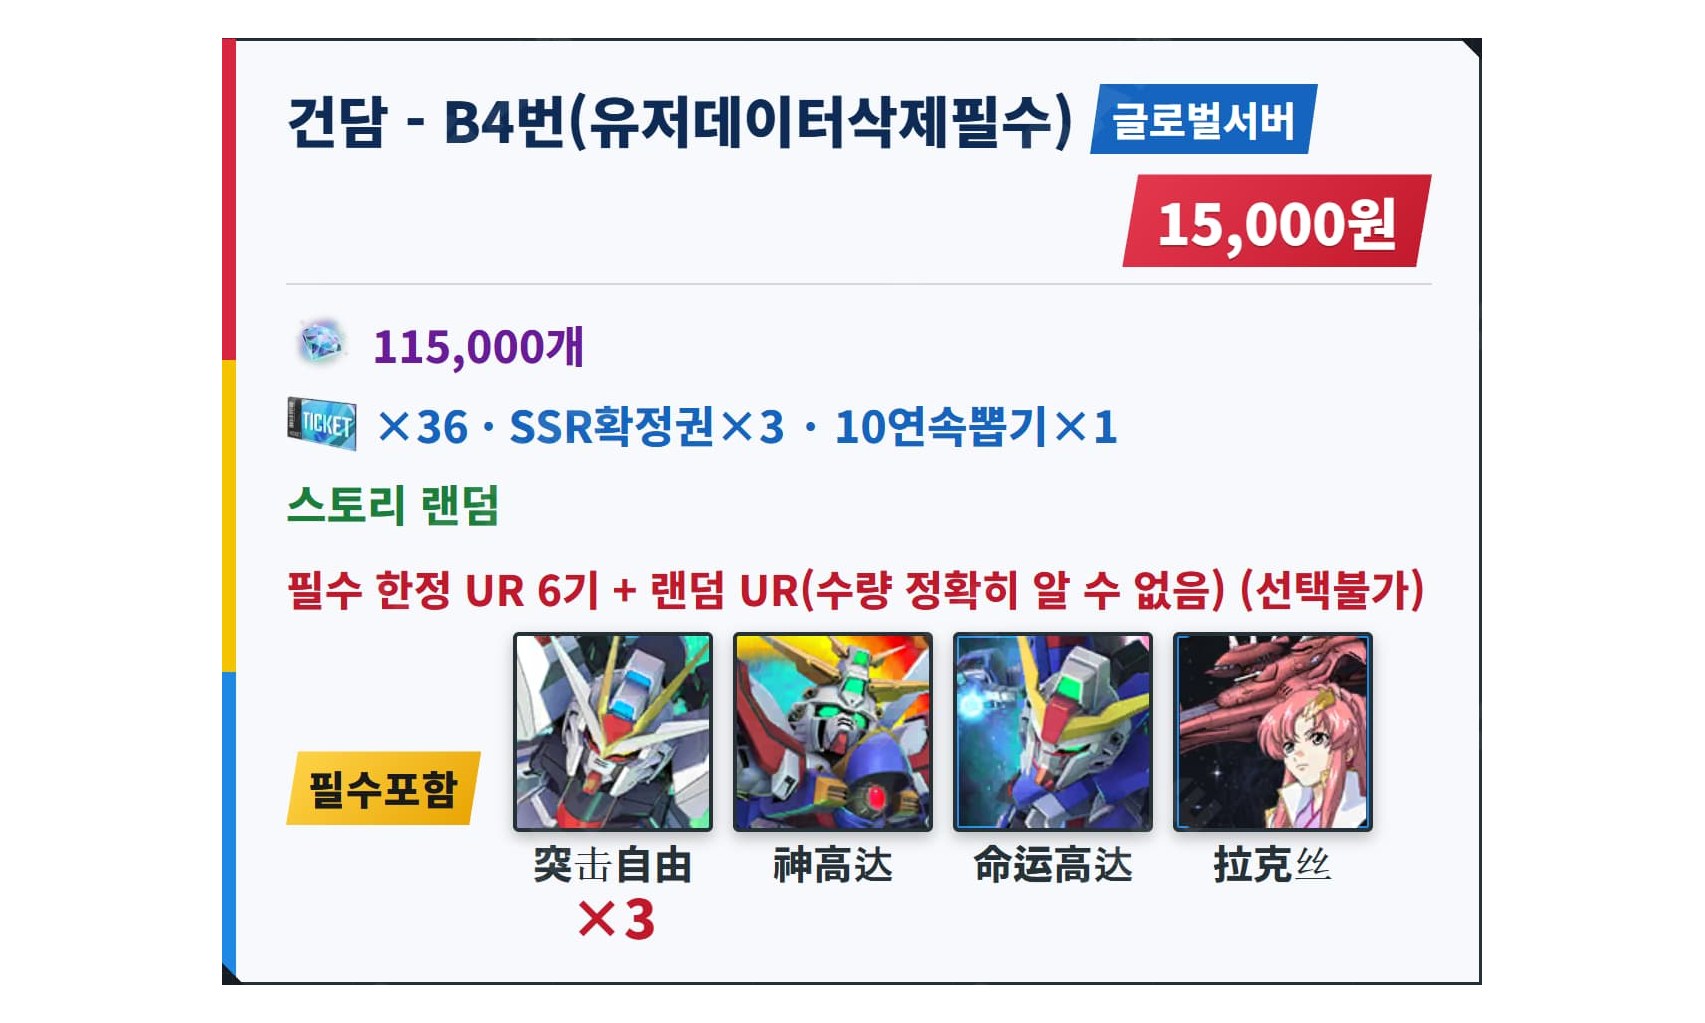 건담 - B4번(유저데이터삭제필수) 글로벌서버
15,000원
115,000개
TICKET ×36 · SSR확정권×3 · 10연속뽑기×1
스토리 랜덤
필수 한정 UR 6기 + 랜덤 UR(수량 정확히 알 수 없음) (선택불가)
필수포함
突击自由 神高达 命运高达 拉克丝
×3